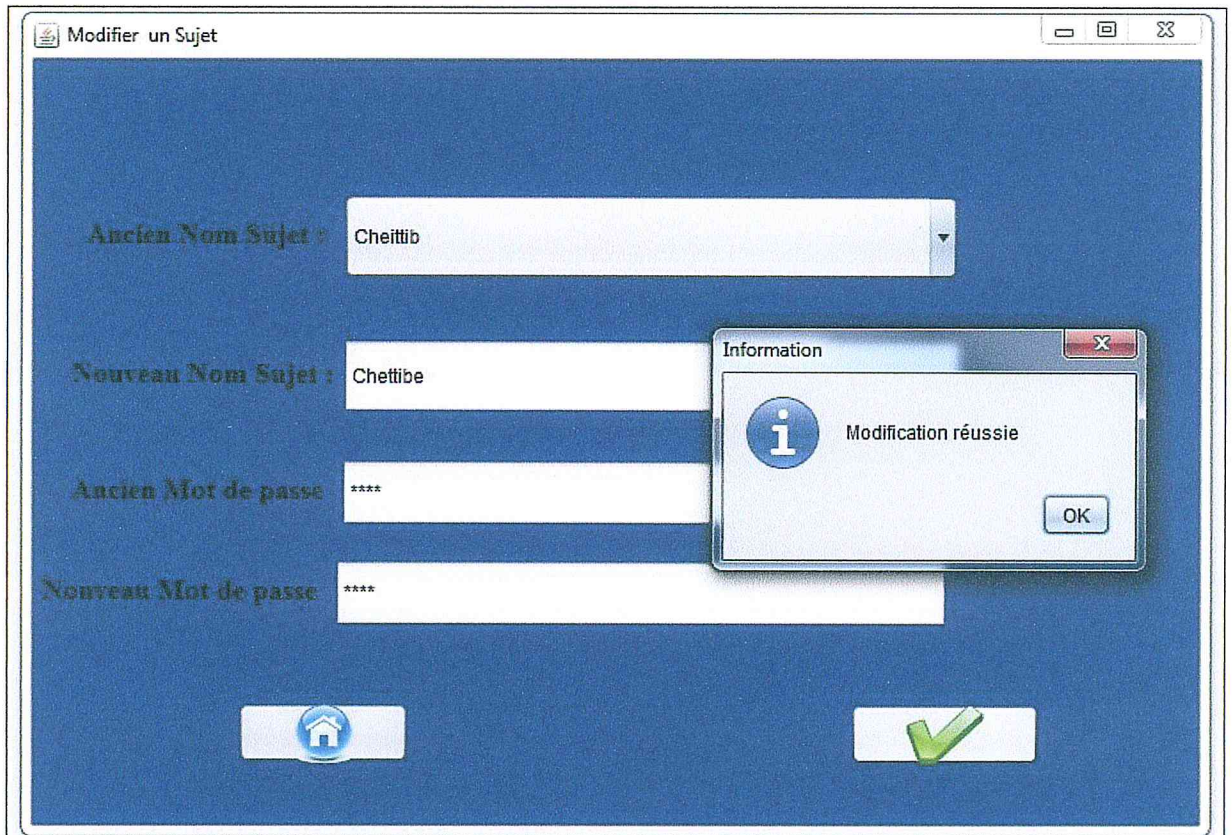 Modifier un Sujet
Ancien Nom Sujet : Cheittib
Nouveau Nom Sujet : Chettibe
Ancien Mot de passe ****
Nouveau Mot de passe ****
Information
Modification réussie
OK